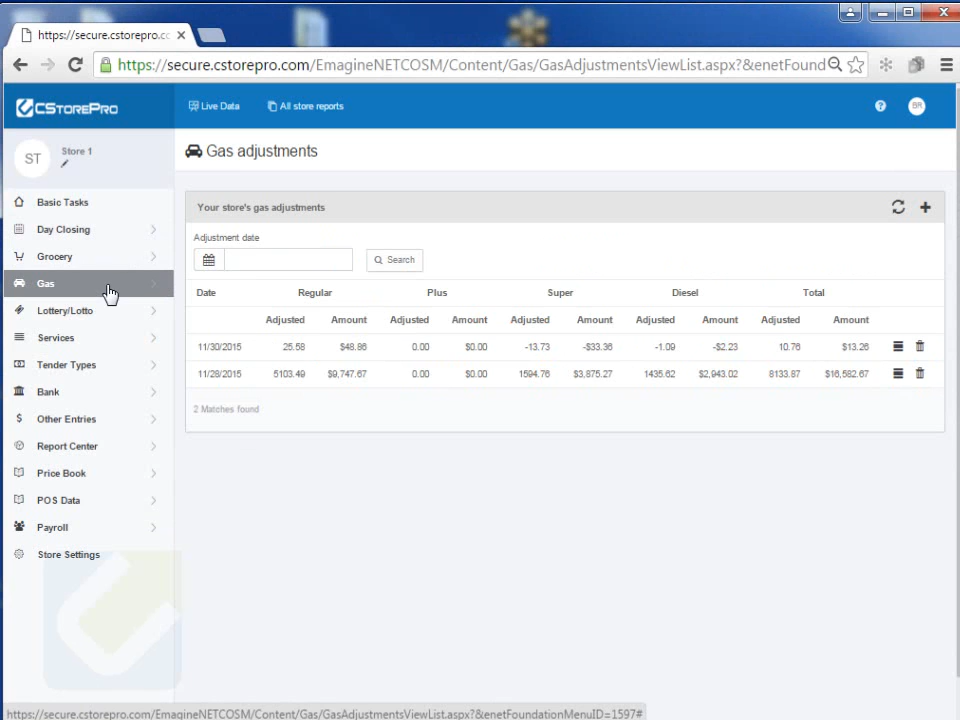 https://secure.cstorepro.cc
https://secure.cstorepro.com/EmagineNETCOSM/Content/Gas/GasAdjustmentsViewList.aspx?&enetFound
CSTOREPRO
Live Data
All store reports
?
BR
ST
Store 1
Gas adjustments
Basic Tasks
Day Closing
Grocery
Gas
Lottery/Lotto
Services
Tender Types
Bank
Other Entries
Report Center
Price Book
POS Data
Payroll
Store Settings
Your store's gas adjustments
Adjustment date
Search
Date Regular Plus Super Diesel Total
Adjusted Amount Adjusted Amount Adjusted Amount Adjusted Amount Adjusted Amount
11/30/2015 25.58 $48.86 0.00 $0.00 -13.73 -$33.36 -1.09 -$2.23 10.76 $13.26
11/28/2015 5103.49 $9,747.67 0.00 $0.00 1594.76 $3,875.27 1435.62 $2,943.02 8133.87 $16,582.67
2 Matches found
https://secure.cstorepro.com/EmagineNETCOSM/Content/Gas/GasAdjustmentsViewList.aspx?&enetFoundationMenuID=1597#